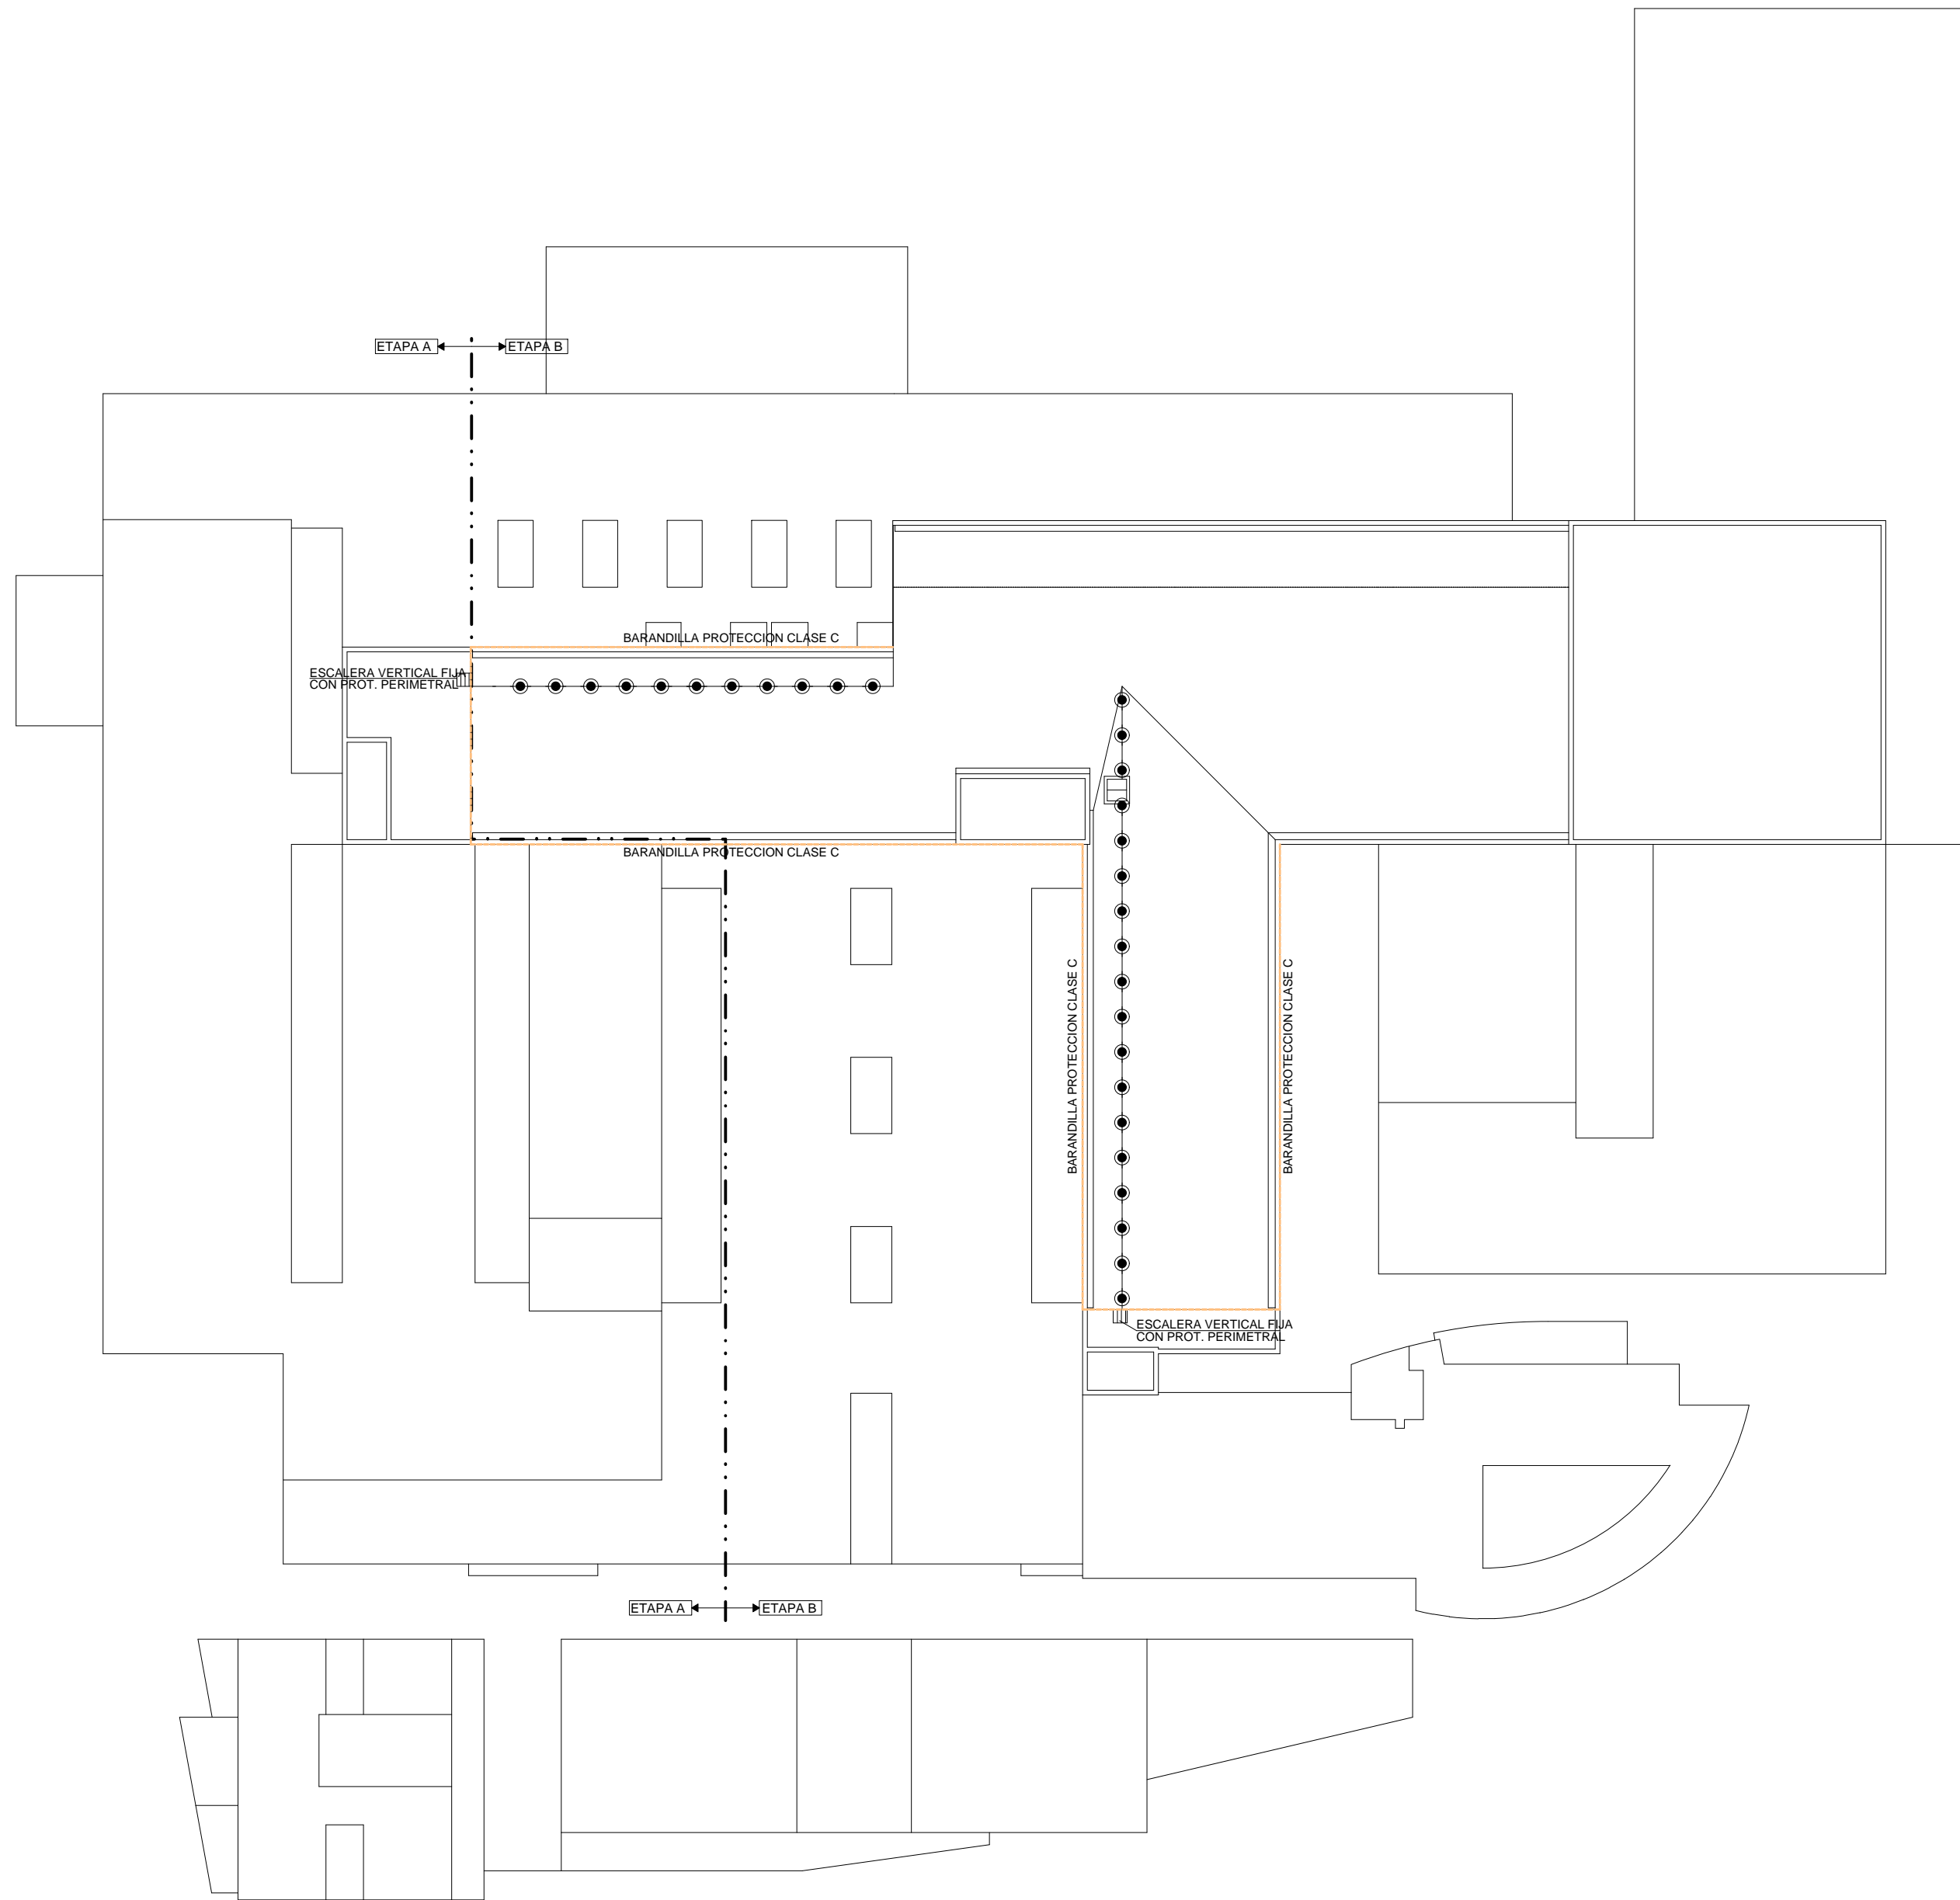 ETAPA A
ETAPA B
BARANDILLA PROTECCION CLASE C
ESCALERA VERTICAL FIJA
CON PROT. PERIMETRAL
BARANDILLA PROTECCION CLASE C
BARANDILLA PROTECCION CLASE C
BARANDILLA PROTECCION CLASE C
ESCALERA VERTICAL FIJA
CON PROT. PERIMETRAL
ETAPA A
ETAPA B